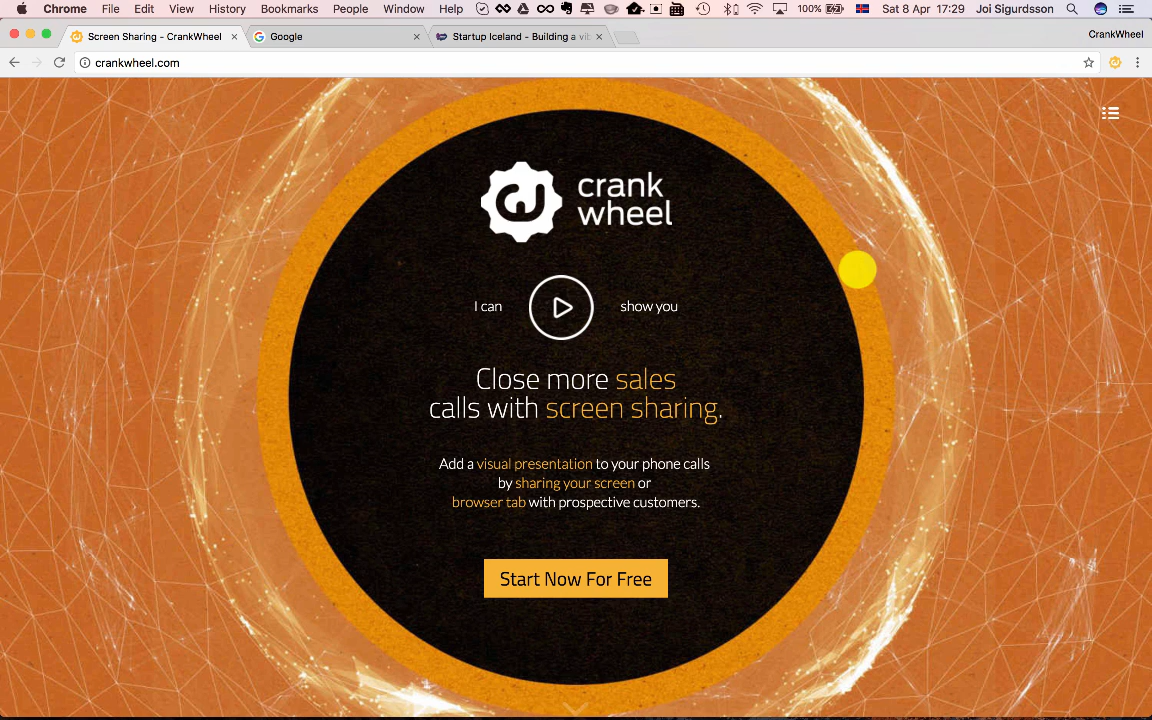 Chrome File Edit View History Bookmarks People Window Help 100% Sat 8 Apr 17:29 Joi Sigurdsson
Screen Sharing - CrankWheel
Google
Startup Iceland - Building a vi
CrankWheel
crankwheel.com
crank
wheel
I can show you
Close more sales
calls with screen sharing.
Add a visual presentation to your phone calls
by sharing your screen or
browser tab with prospective customers.
Start Now For Free